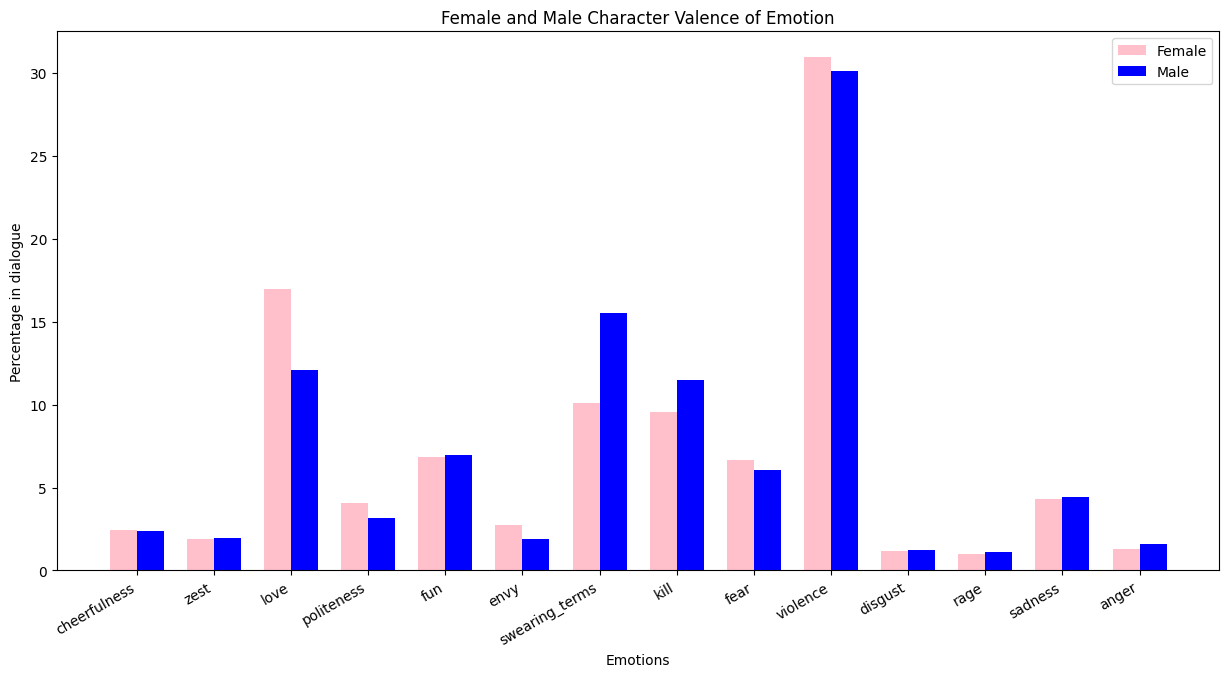 Female and Male Character Valence of Emotion
Female
Male
Percentage in dialogue
30
25
20
15
10
5
0
cheerfulness
zest
love
politeness
fun
envy
swearing_terms
kill
fear
violence
disgust
rage
sadness
anger
Emotions